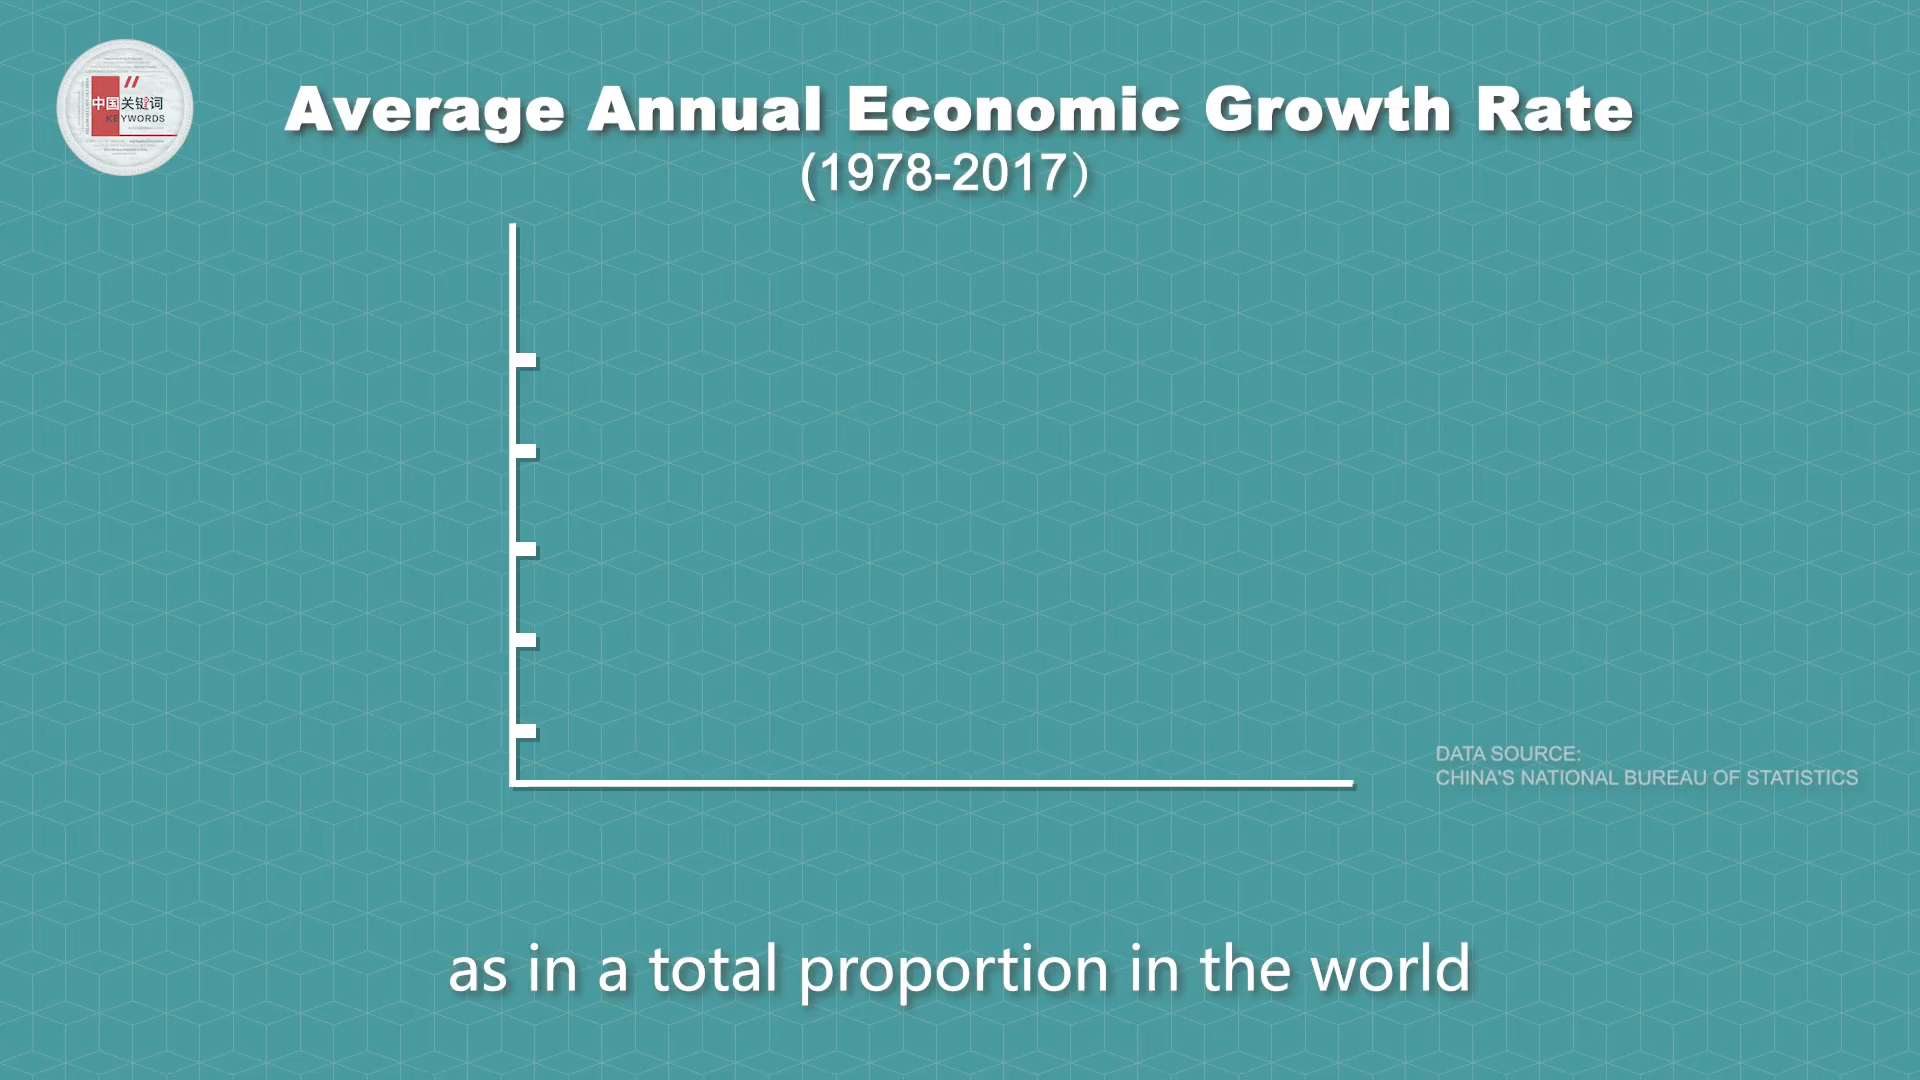 中国关键词
KEYWORDS
Average Annual Economic Growth Rate
(1978-2017）
DATA SOURCE:
CHINA'S NATIONAL BUREAU OF STATISTICS
as in a total proportion in the world